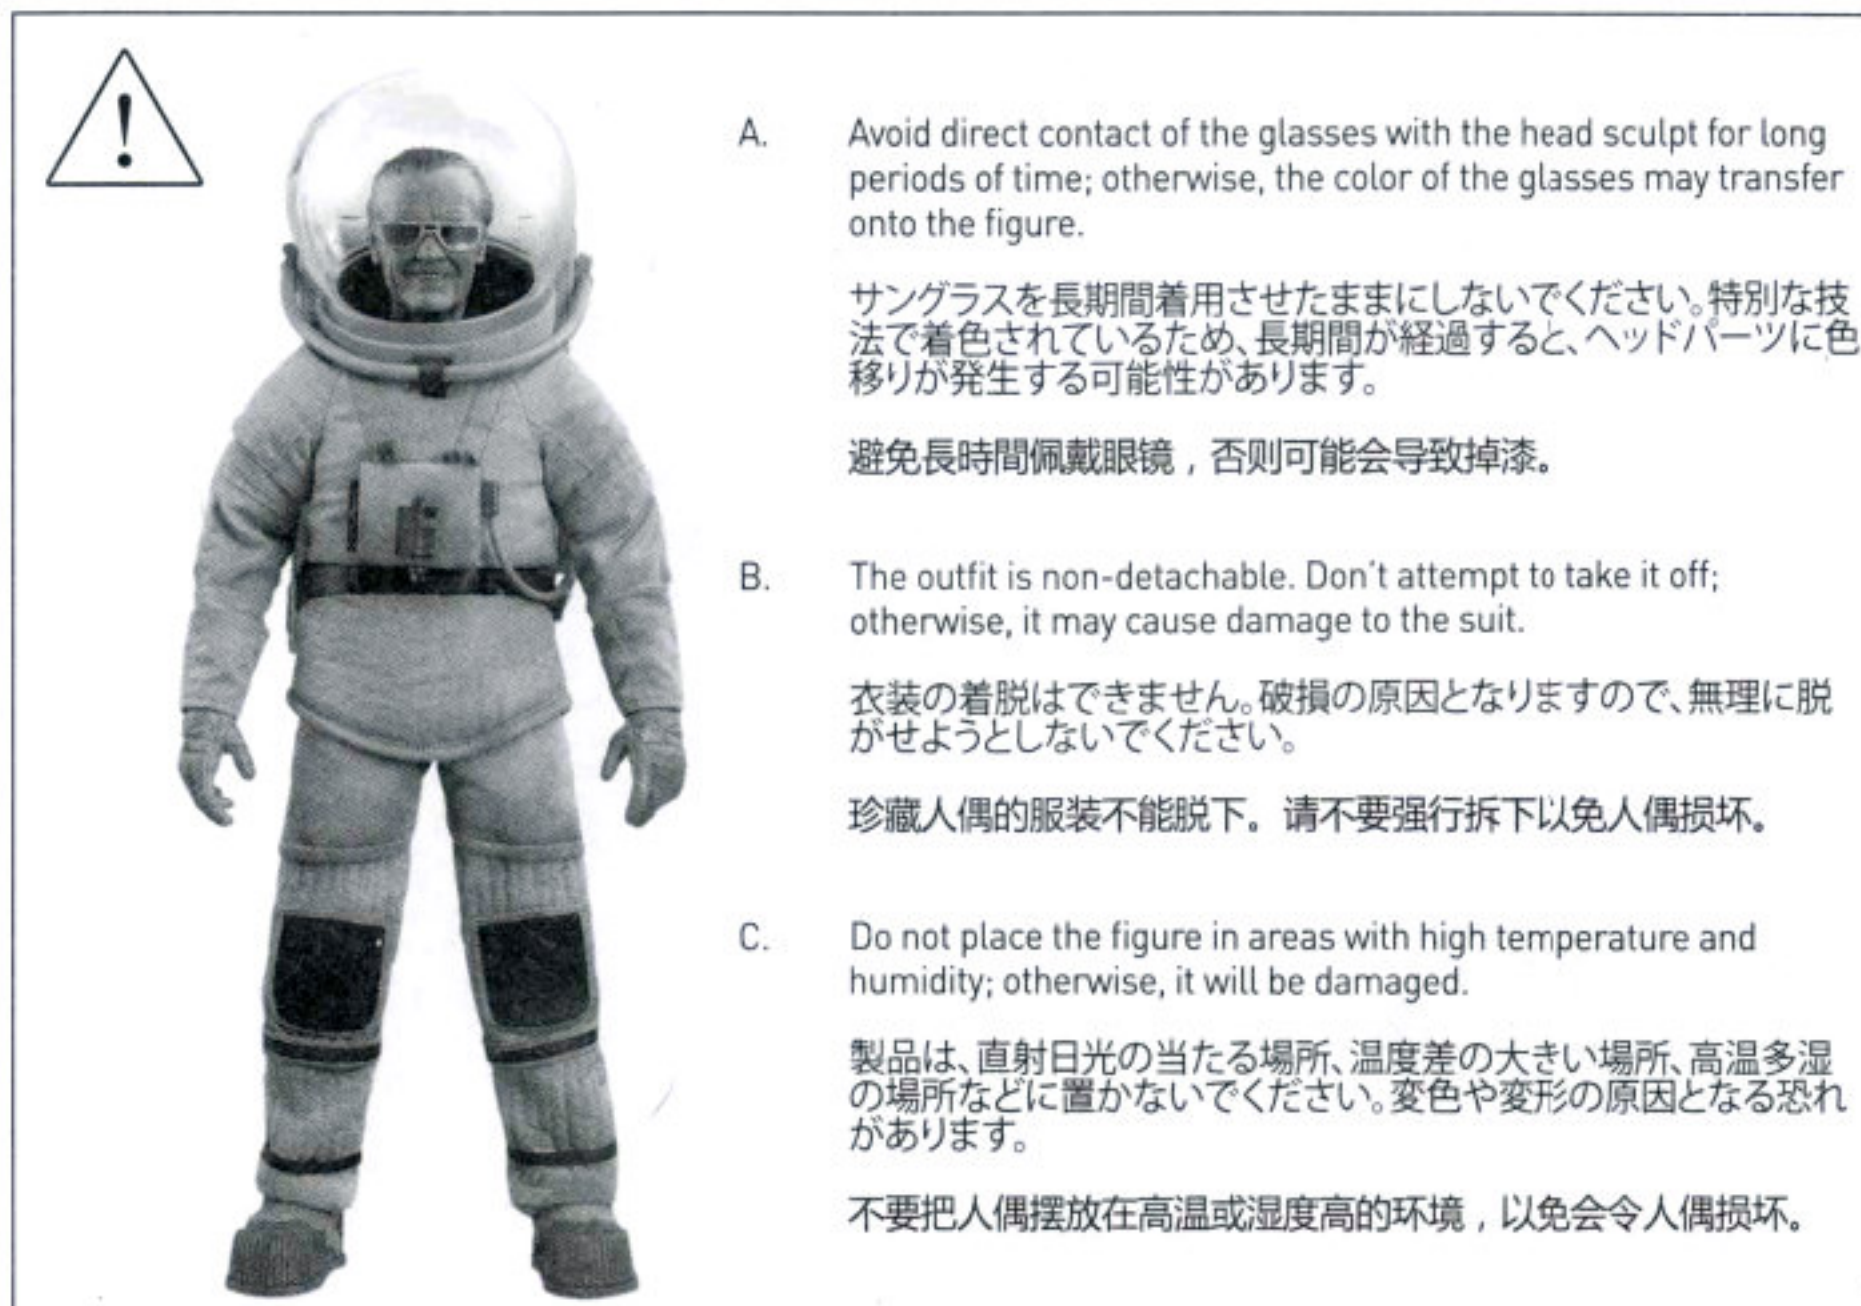 !
A. Avoid direct contact of the glasses with the head sculpt for long
periods of time; otherwise, the color of the glasses may transfer
onto the figure.
サングラスを長期間着用させたままにしないでください。特別な技
法で着色されているため、長期間が経過すると、ヘッドパーツに色
移りが発生する可能性があります。
避免長時間佩戴眼镜，否则可能会导致掉漆。
B. The outfit is non-detachable. Don't attempt to take it off;
otherwise, it may cause damage to the suit.
衣装の着脱はできません。破損の原因となりますので、無理に脱
がせようとしないでください。
珍藏人偶的服装不能脱下。请不要强行拆下以免人偶损坏。
C. Do not place the figure in areas with high temperature and
humidity; otherwise, it will be damaged.
製品は、直射日光の当たる場所、温度差の大きい場所、高温多湿
の場所などに置かないでください。変色や変形の原因となる恐れ
があります。
不要把人偶摆放在高温或湿度高的环境，以免会令人偶损坏。